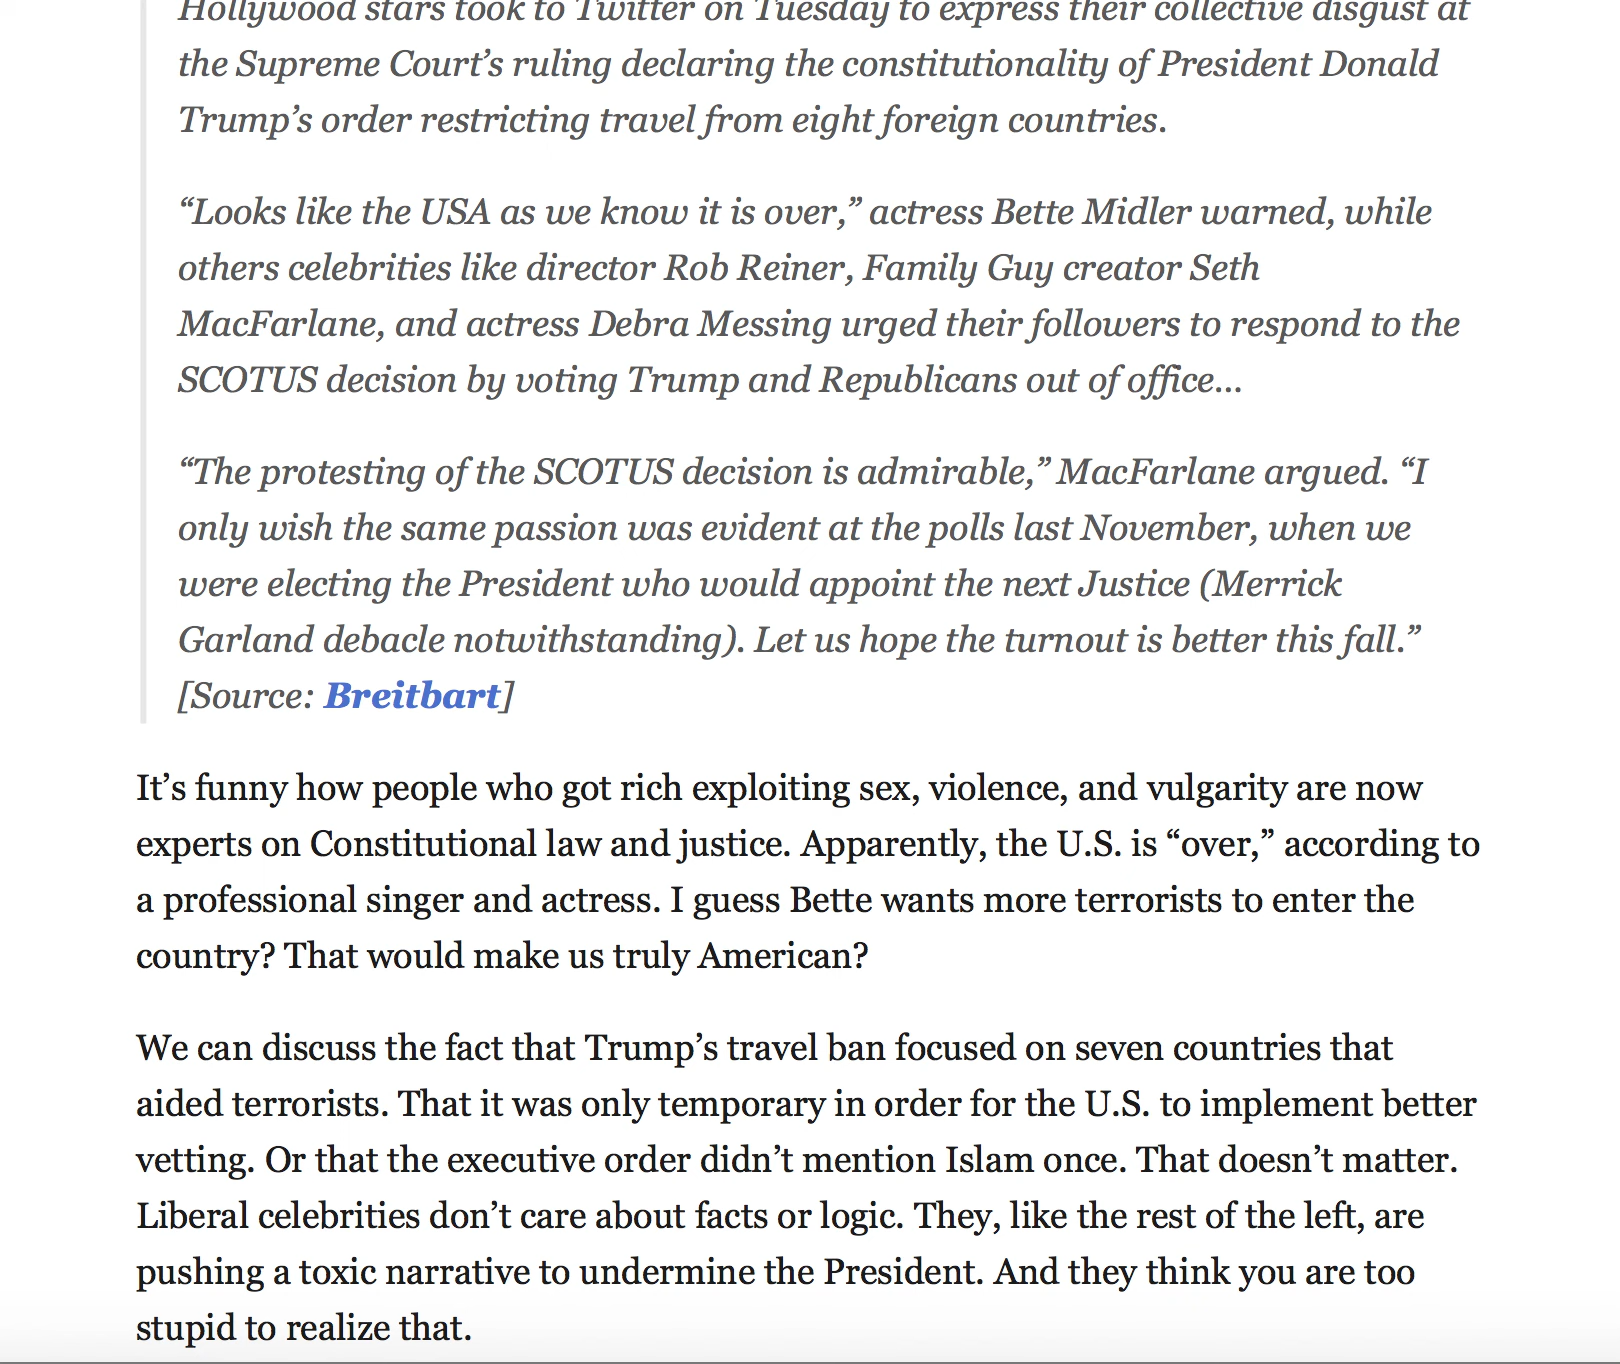 Hollywood stars took to Twitter on Tuesday to express their collective disgust at
the Supreme Court’s ruling declaring the constitutionality of President Donald
Trump’s order restricting travel from eight foreign countries.
“Looks like the USA as we know it is over,” actress Bette Midler warned, while
others celebrities like director Rob Reiner, Family Guy creator Seth
MacFarlane, and actress Debra Messing urged their followers to respond to the
SCOTUS decision by voting Trump and Republicans out of office...
“The protesting of the SCOTUS decision is admirable,” MacFarlane argued. “I
only wish the same passion was evident at the polls last November, when we
were electing the President who would appoint the next Justice (Merrick
Garland debacle notwithstanding). Let us hope the turnout is better this fall.”
[Source: Breitbart]
It’s funny how people who got rich exploiting sex, violence, and vulgarity are now
experts on Constitutional law and justice. Apparently, the U.S. is “over,” according to
a professional singer and actress. I guess Bette wants more terrorists to enter the
country? That would make us truly American?
We can discuss the fact that Trump’s travel ban focused on seven countries that
aided terrorists. That it was only temporary in order for the U.S. to implement better
vetting. Or that the executive order didn’t mention Islam once. That doesn’t matter.
Liberal celebrities don’t care about facts or logic. They, like the rest of the left, are
pushing a toxic narrative to undermine the President. And they think you are too
stupid to realize that.